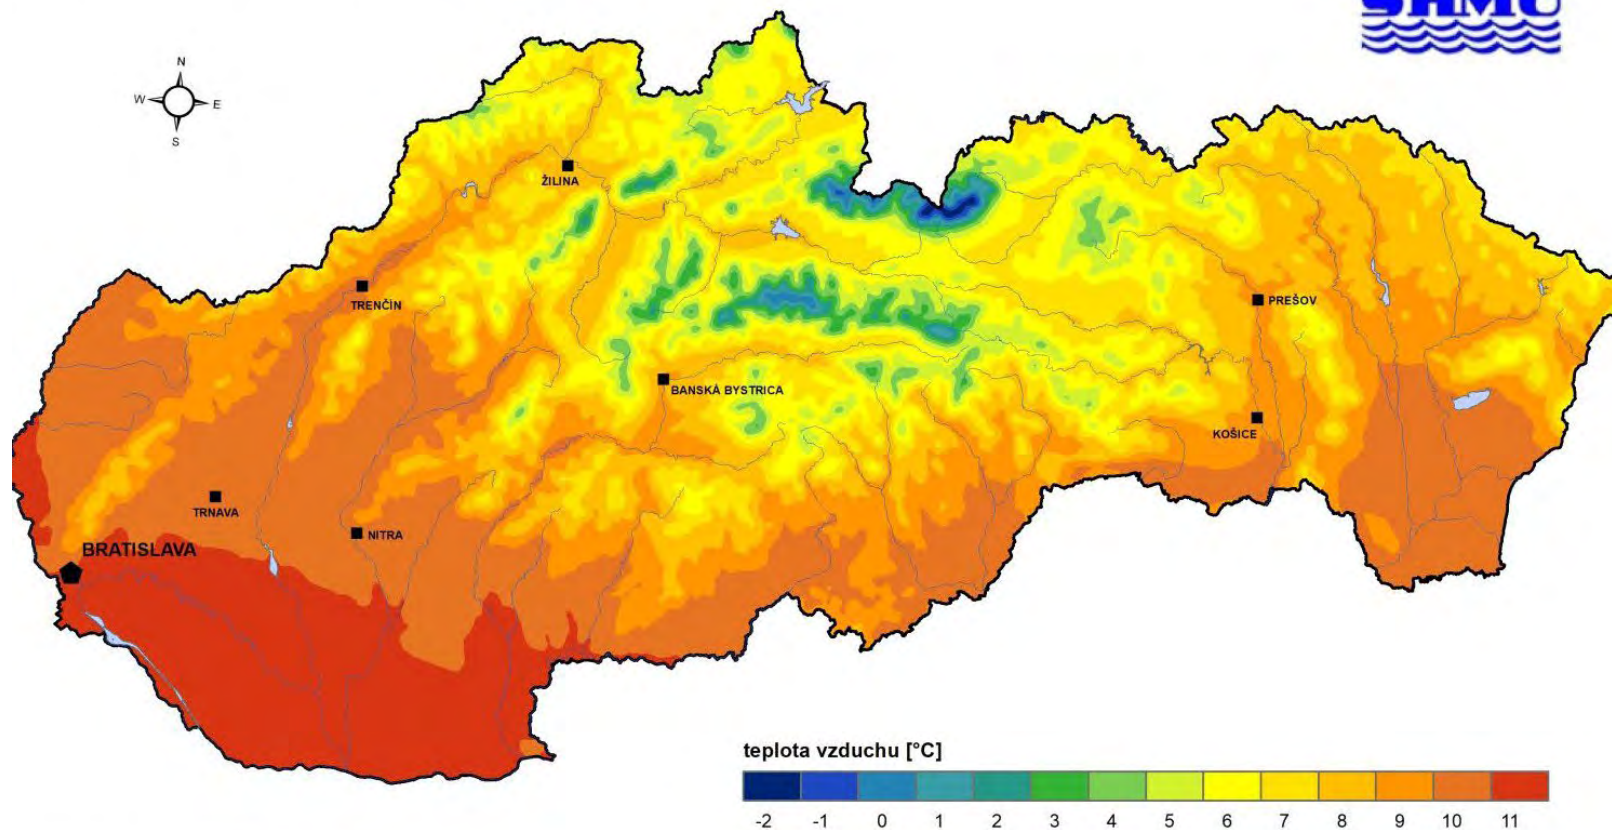 SHMÚ
N
W E
S
ŽILINA
TRENČÍN
PREŠOV
BANSKÁ BYSTRICA
KOŠICE
TRNAVA
NITRA
BRATISLAVA
teplota vzduchu [°C]
-2 -1 0 1 2 3 4 5 6 7 8 9 10 11